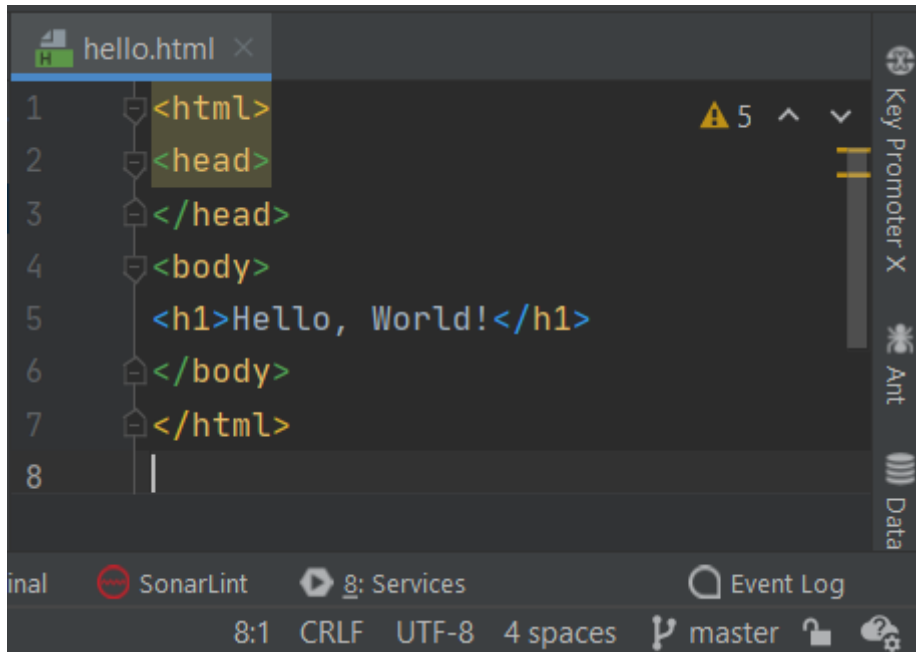 hello.html
1 <html>
2 <head>
3 </head>
4 <body>
5 <h1>Hello, World!</h1>
6 </body>
7 </html>
8
5
Key Promoter X
Ant
Data
inal SonarLint 8: Services Event Log
8:1 CRLF UTF-8 4 spaces master